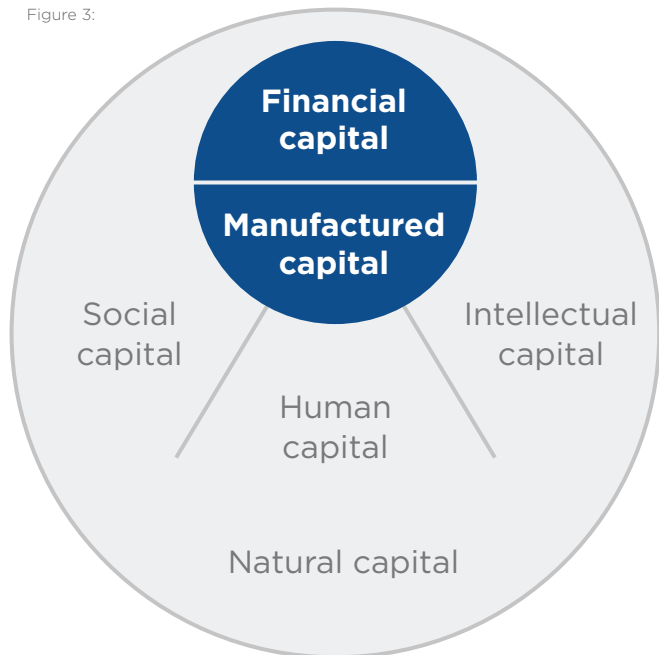 Figure 3:
Financial
capital
Manufactured
capital
Social
capital
Intellectual
capital
Human
capital
Natural capital